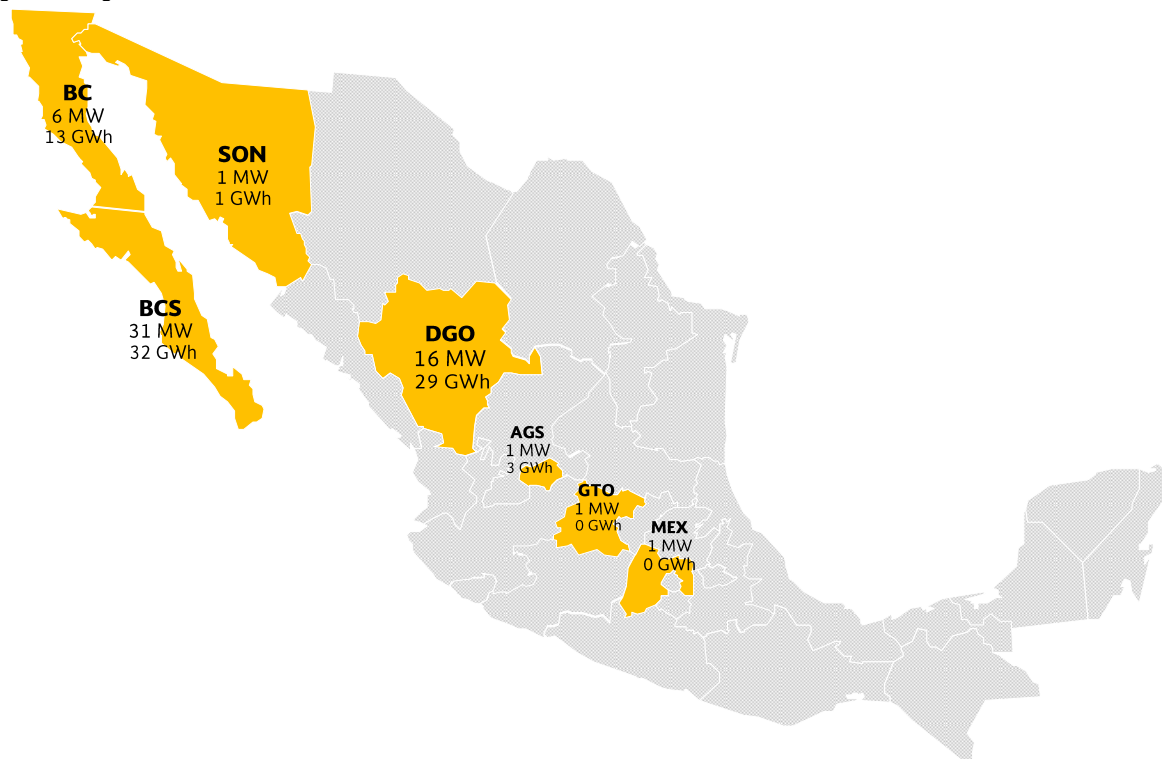 BC
6 MW
13 GWh
SON
1 MW
1 GWh
BCS
31 MW
32 GWh
DGO
16 MW
29 GWh
AGS
1 MW
3 GWh
GTO
1 MW
0 GWh
MEX
1 MW
0 GWh